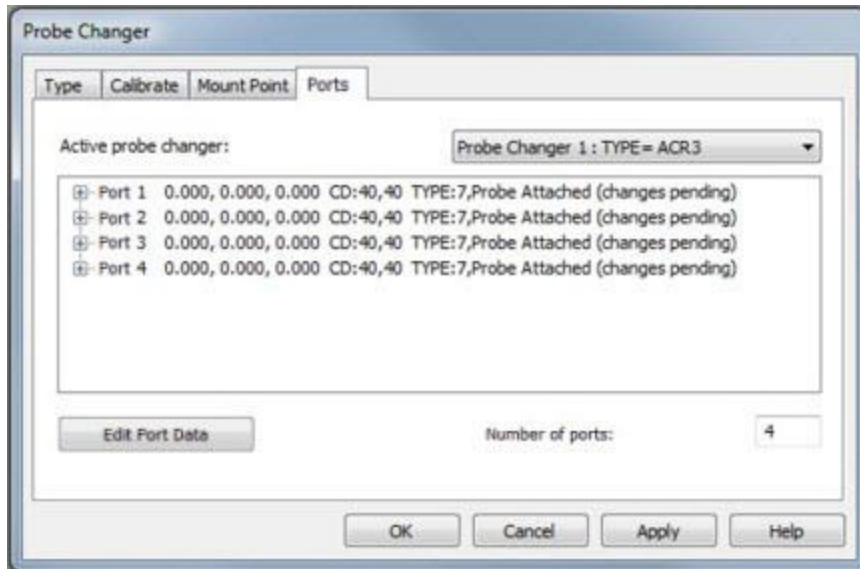 Probe Changer
Type Calibrate Mount Point Ports
Active probe changer: Probe Changer 1 : TYPE= ACR3
Port 1 0.000, 0.000, 0.000 CD:40,40 TYPE:7,Probe Attached (changes pending)
Port 2 0.000, 0.000, 0.000 CD:40,40 TYPE:7,Probe Attached (changes pending)
Port 3 0.000, 0.000, 0.000 CD:40,40 TYPE:7,Probe Attached (changes pending)
Port 4 0.000, 0.000, 0.000 CD:40,40 TYPE:7,Probe Attached (changes pending)
Edit Port Data Number of ports: 4
OK Cancel Apply Help